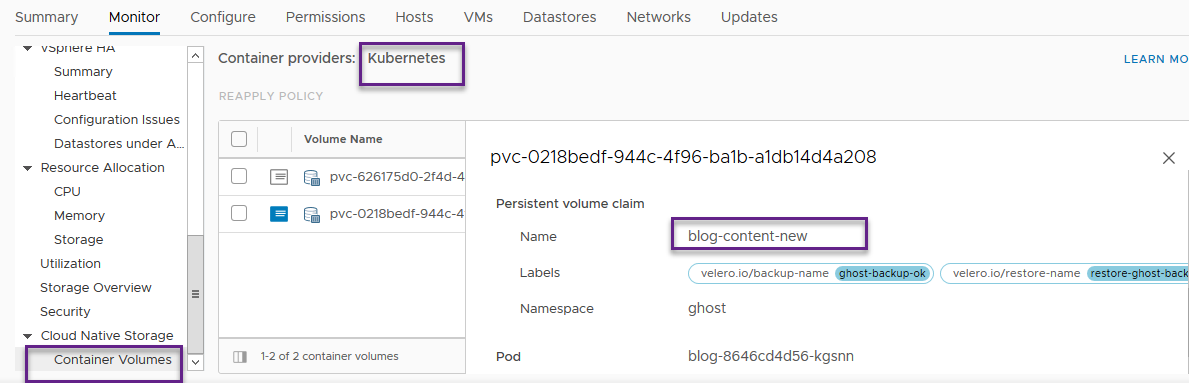 Summary Monitor Configure Permissions Hosts VMs Datastores Networks Updates
vSphere HA
Summary
Heartbeat
Configuration Issues
Datastores under A...
Resource Allocation
CPU
Memory
Storage
Utilization
Storage Overview
Security
Cloud Native Storage
Container Volumes
Container providers: Kubernetes
LEARN MO
REAPPLY POLICY
Volume Name
pvc-626175d0-2f4d-4
pvc-0218bedf-944c-4
1-2 of 2 container volumes
pvc-0218bedf-944c-4f96-ba1b-a1db14d4a208
Persistent volume claim
Name blog-content-new
Labels velero.io/backup-name ghost-backup-ok velero.io/restore-name restore-ghost-back
Namespace ghost
Pod blog-8646cd4d56-kgsnn